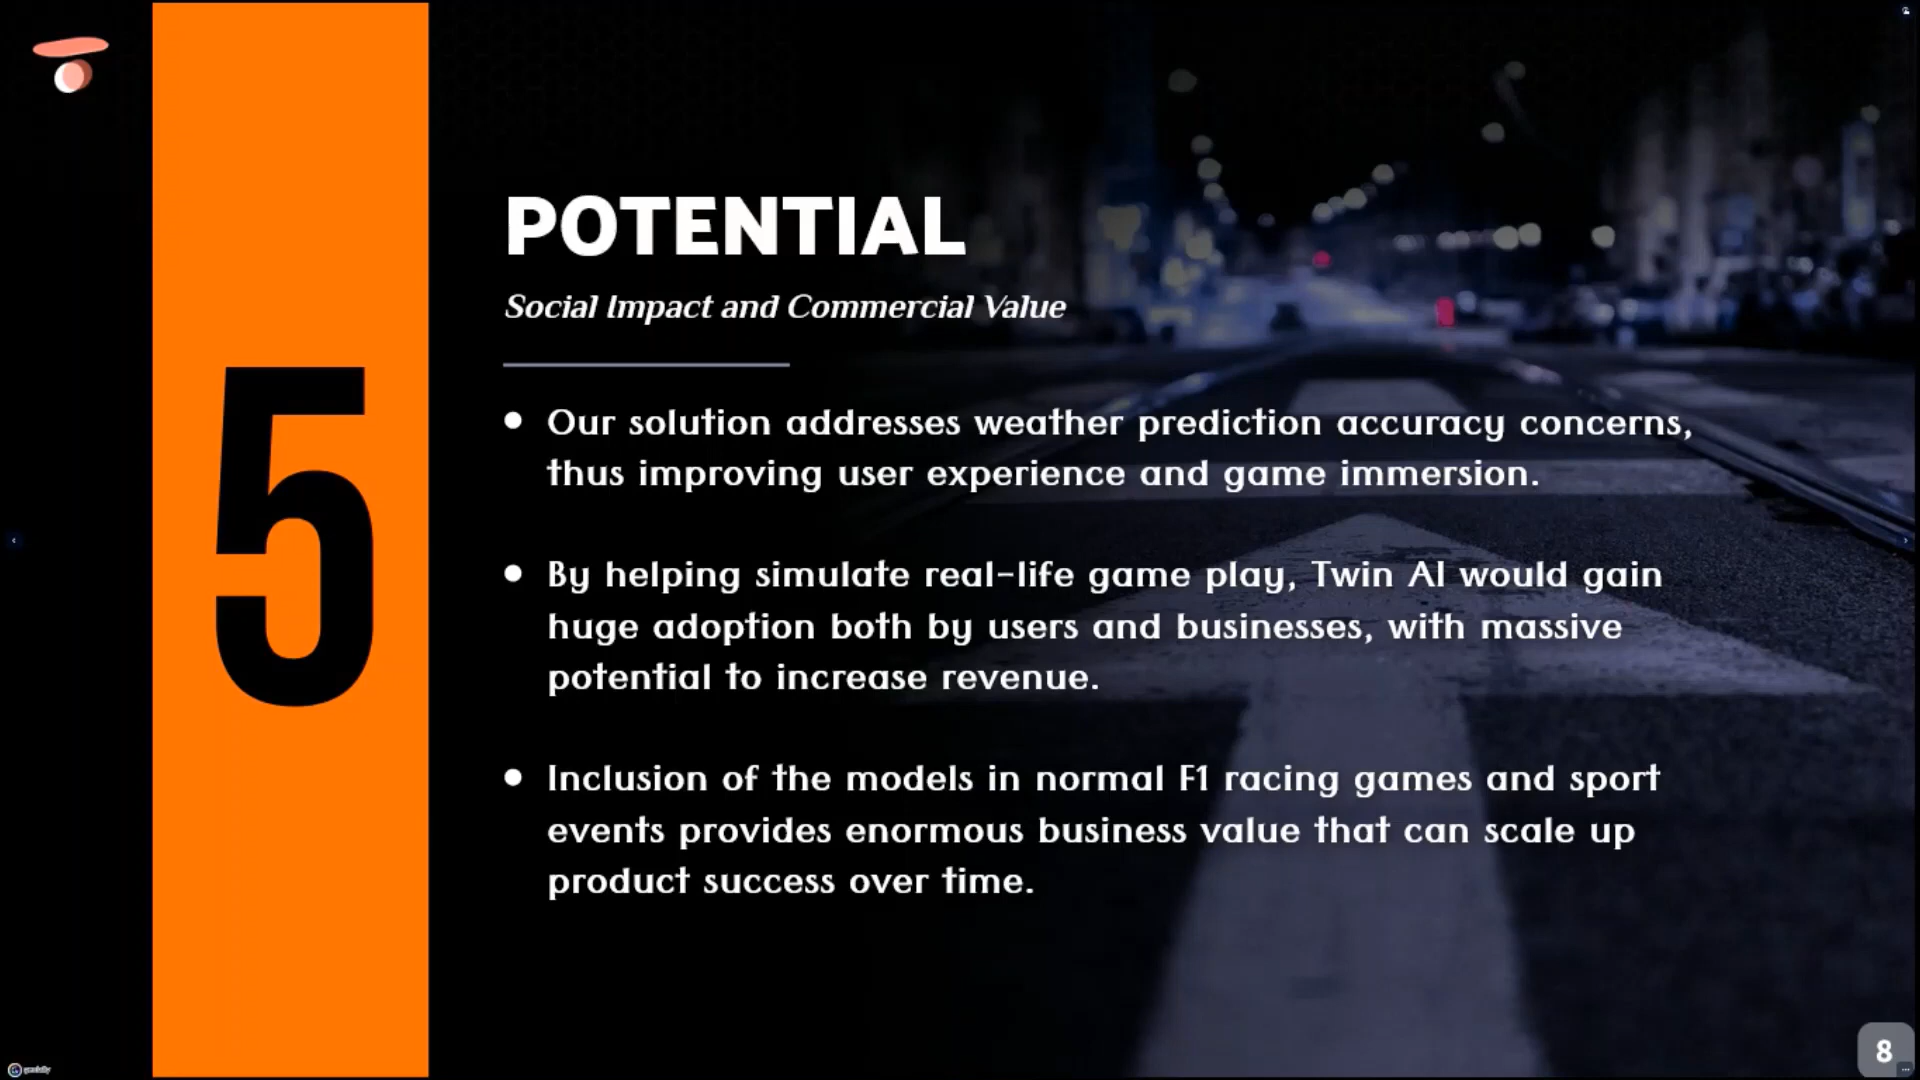 POTENTIAL
Social Impact and Commercial Value
5
• Our solution addresses weather prediction accuracy concerns,
thus improving user experience and game immersion.
• By helping simulate real-life game play, Twin AI would gain
huge adoption both by users and businesses, with massive
potential to increase revenue.
• Inclusion of the models in normal F1 racing games and sport
events provides enormous business value that can scale up
product success over time.
8